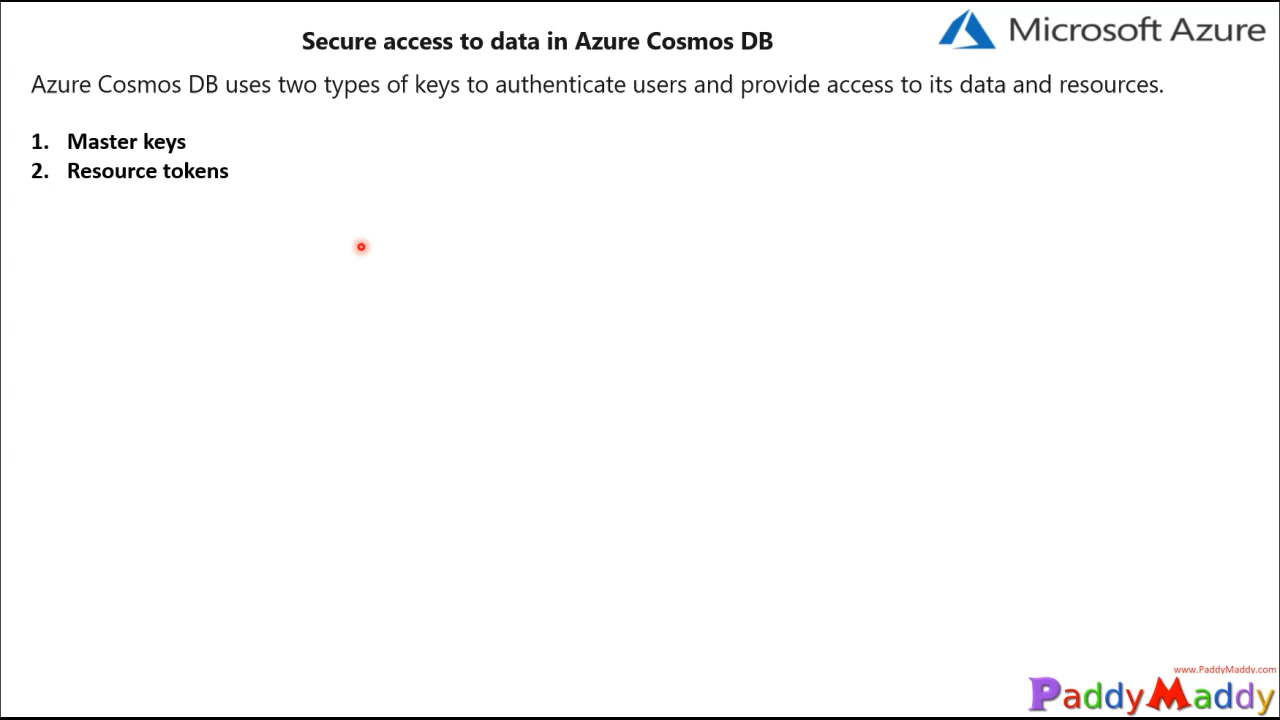 Secure access to data in Azure Cosmos DB
Microsoft Azure
Azure Cosmos DB uses two types of keys to authenticate users and provide access to its data and resources.
1. Master keys
2. Resource tokens
www.PaddyMaddy.com
PaddyMaddy